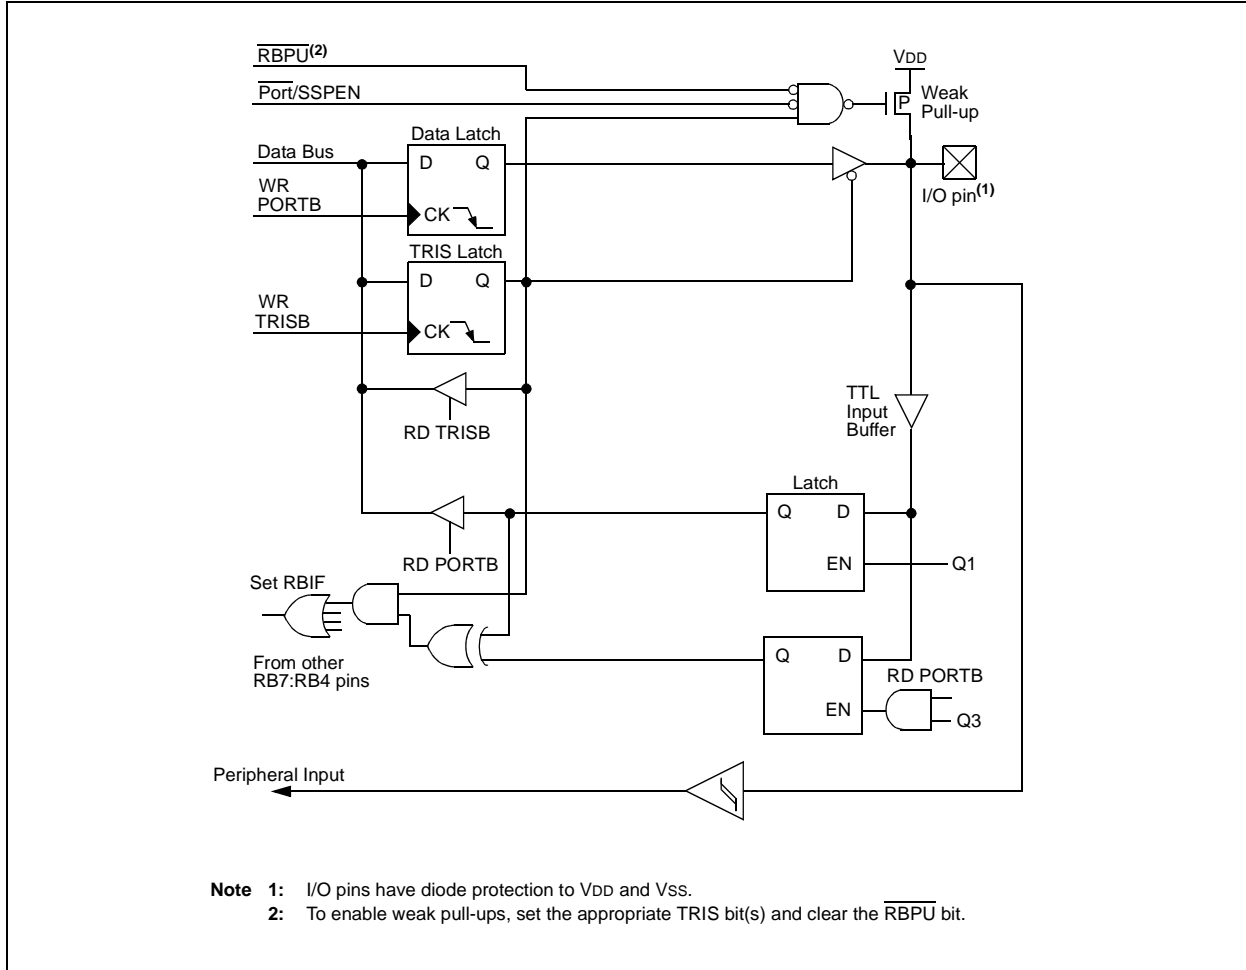 RBPU(2)
VDD
Port/SSPEN
P
Weak
Pull-up
Data Latch
Data Bus
D
Q
I/O pin(1)
WR
PORTB
CK
TRIS Latch
D
Q
WR
TRISB
CK
TTL
Input
Buffer
RD TRISB
Latch
Q
D
EN
Q1
RD PORTB
Set RBIF
From other
RB7:RB4 pins
Q
D
RD PORTB
EN
Q3
Peripheral Input
Note 1: I/O pins have diode protection to VDD and VSS.
2: To enable weak pull-ups, set the appropriate TRIS bit(s) and clear the RBPU bit.